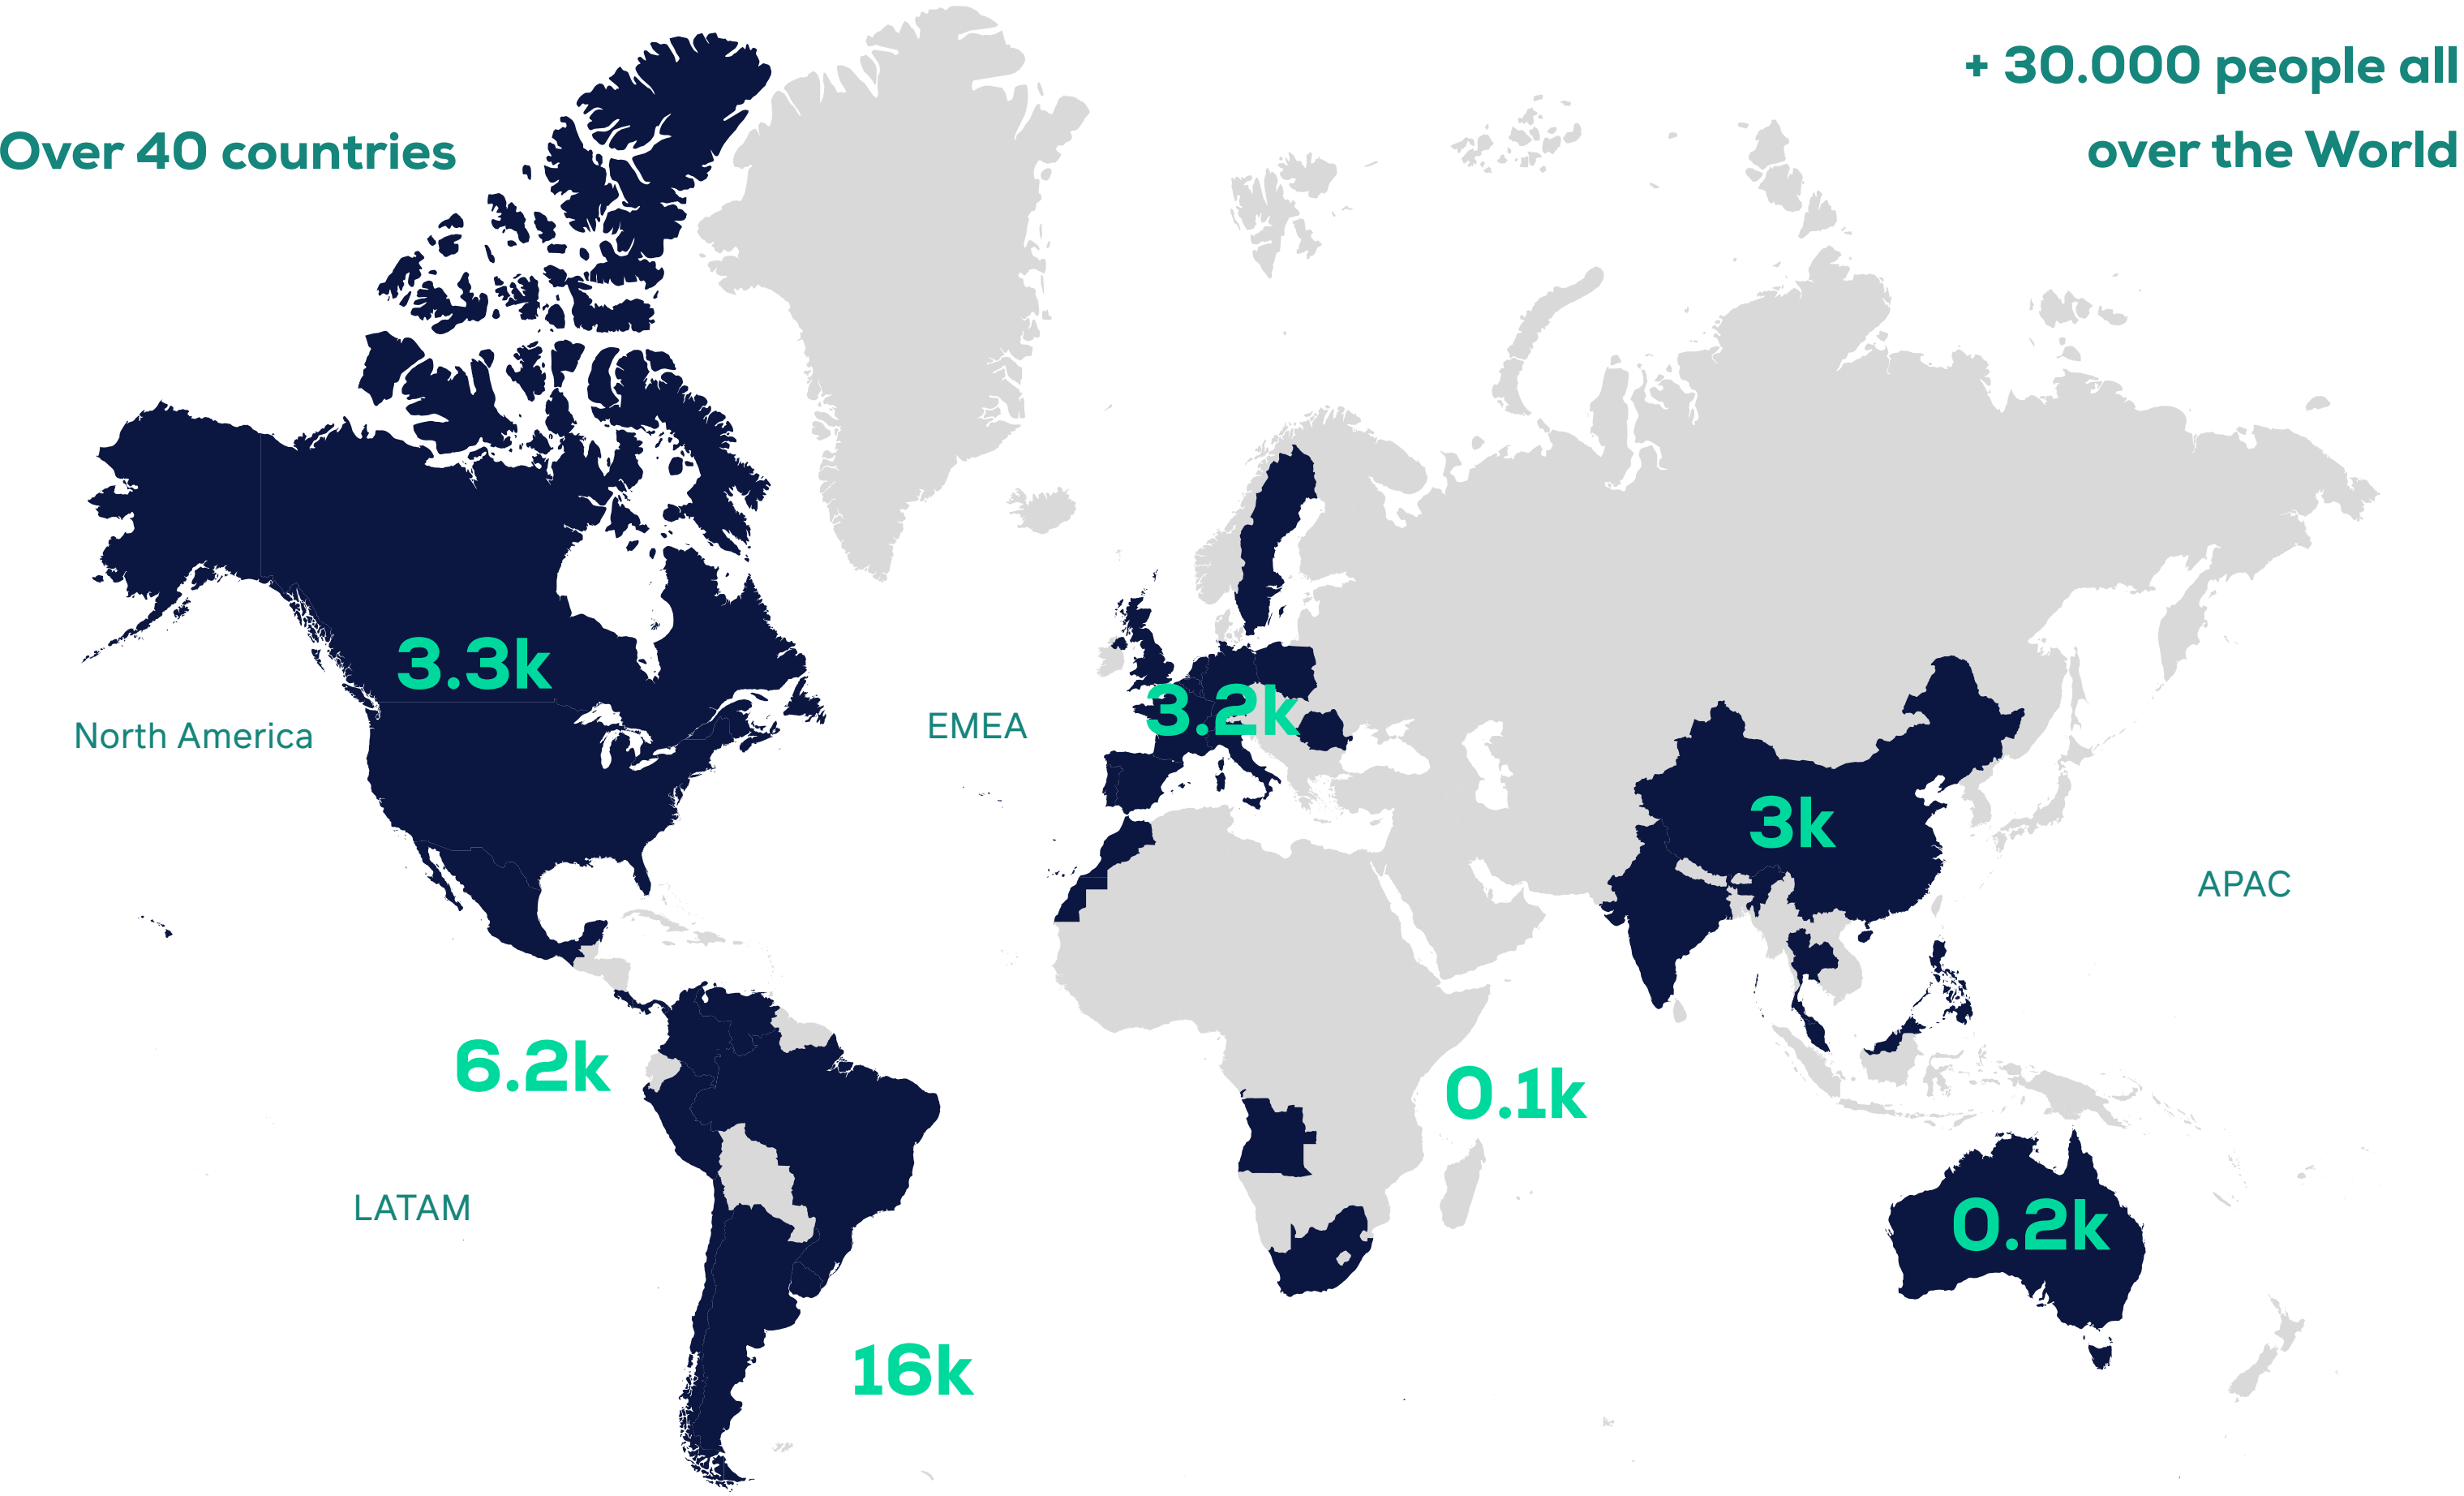 + 30.000 people all
over the World
Over 40 countries
3.3k
North America
EMEA
3.2k
3k
APAC
6.2k
0.1k
LATAM
0.2k
16k